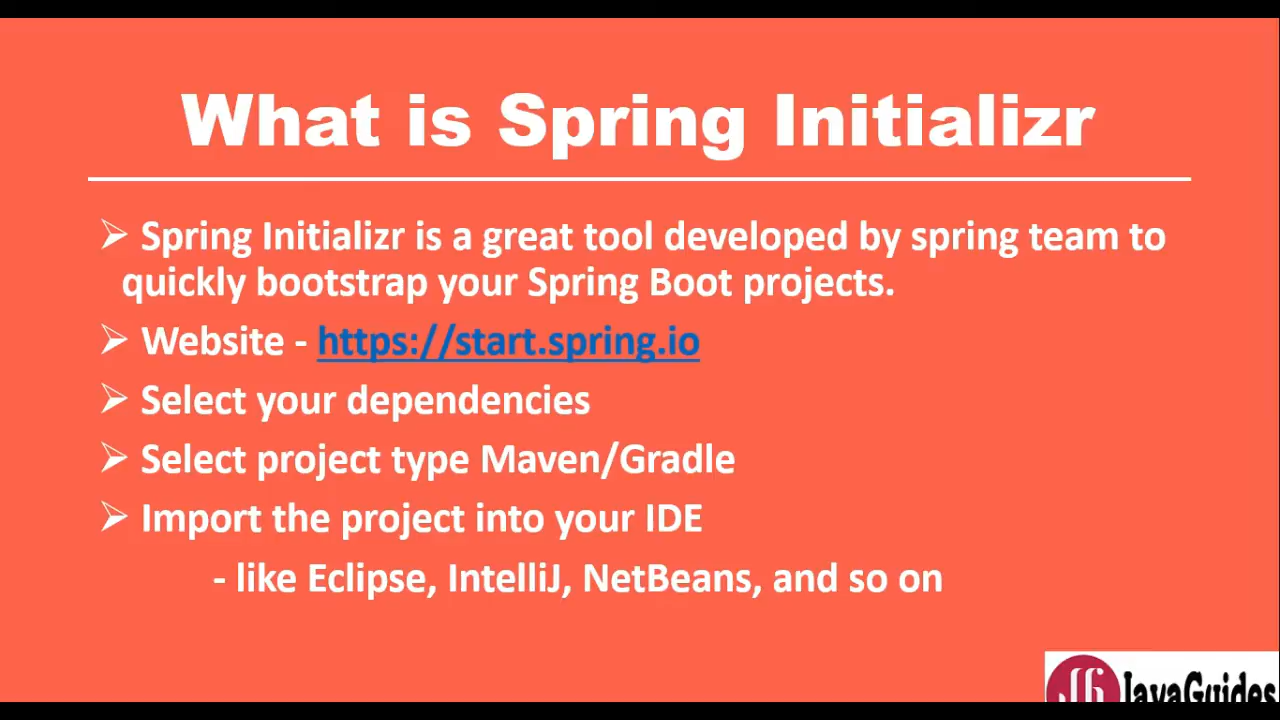 What is Spring Initializr
➢ Spring Initializr is a great tool developed by spring team to
quickly bootstrap your Spring Boot projects.
➢ Website - https://start.spring.io
➢ Select your dependencies
➢ Select project type Maven/Gradle
➢ Import the project into your IDE
- like Eclipse, IntelliJ, NetBeans, and so on
JavaGuides